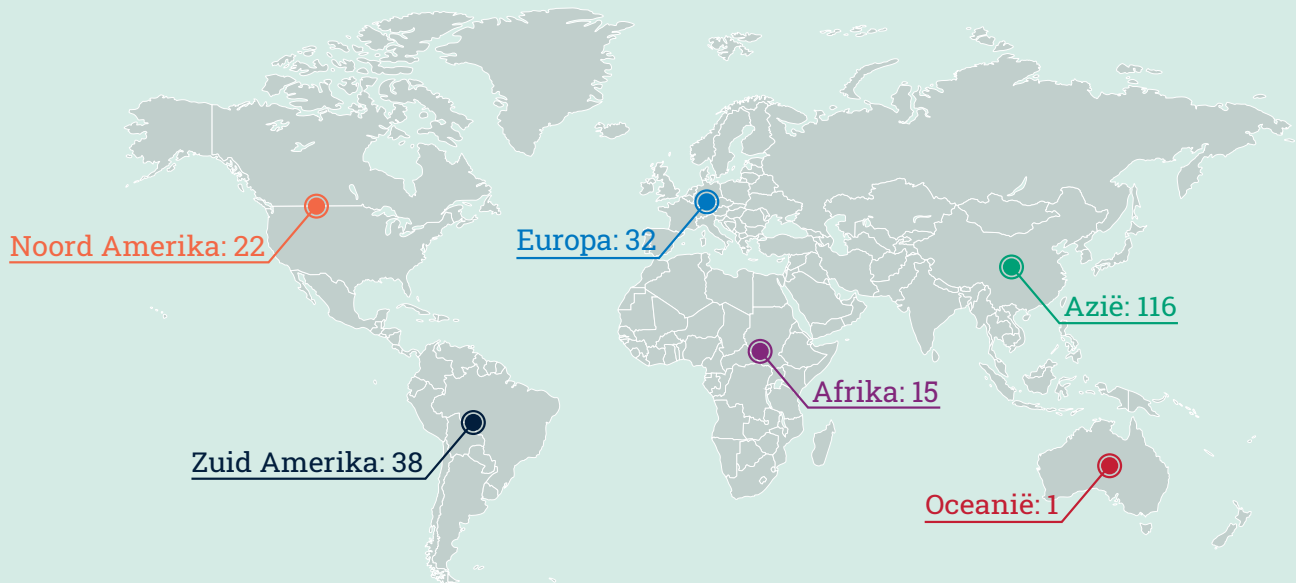 Noord Amerika: 22
Europa: 32
Azië: 116
Afrika: 15
Zuid Amerika: 38
Oceanië: 1